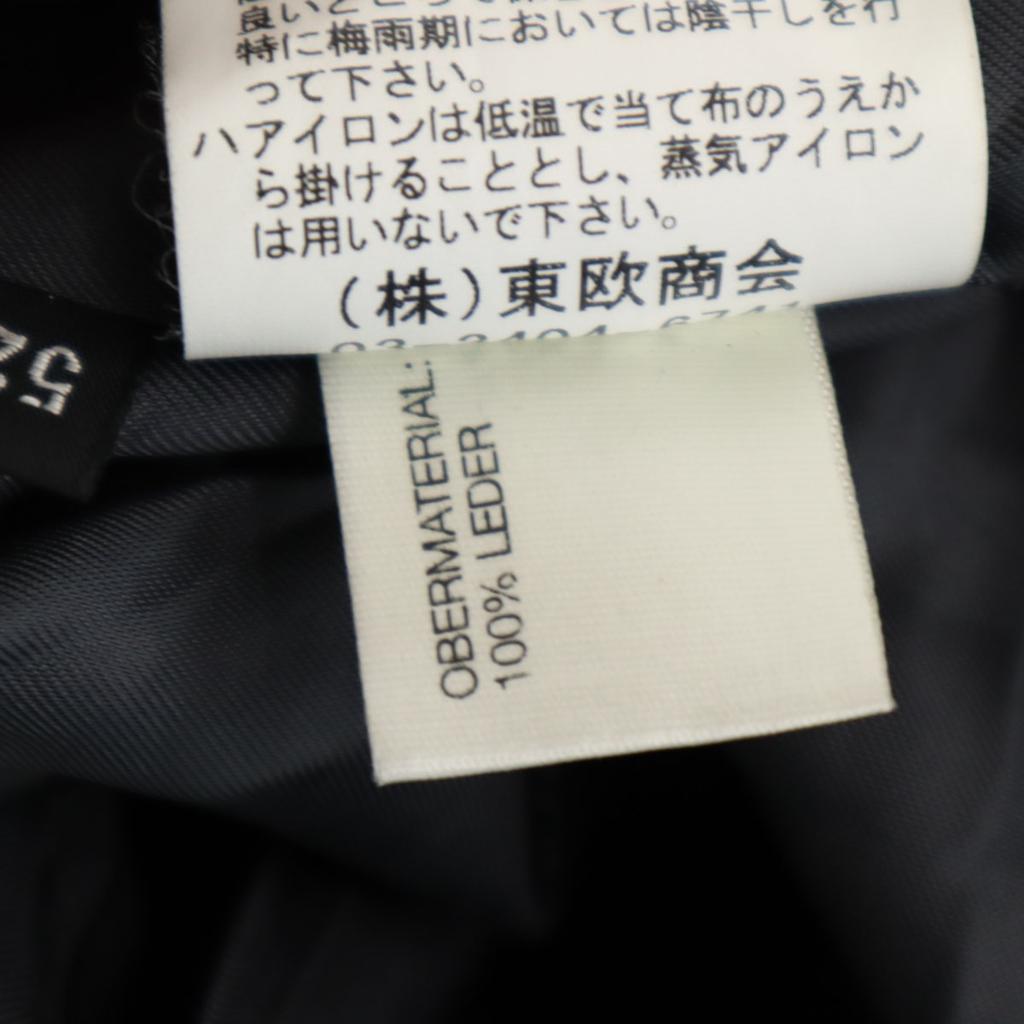 良いところで
特に梅雨期においては陰干しを行
って下さい。
ハアイロンは低温で当て布のうえか
ら掛けることとし、蒸気アイロン
は用いないで下さい。
(株)東欧商会
OBERMATERIAL:
100% LEDER
52